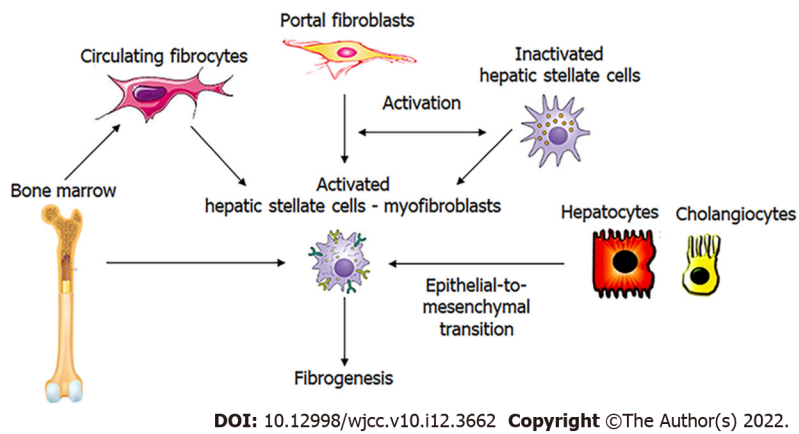 Portal fibroblasts
Circulating fibrocytes
Inactivated
hepatic stellate cells
Activation
Bone marrow
Activated
hepatic stellate cells - myofibroblasts
Hepatocytes
Cholangiocytes
Epithelial-to-
mesenchymal
transition
Fibrogenesis
DOI: 10.12998/wjcc.v10.i12.3662 Copyright ©The Author(s) 2022.